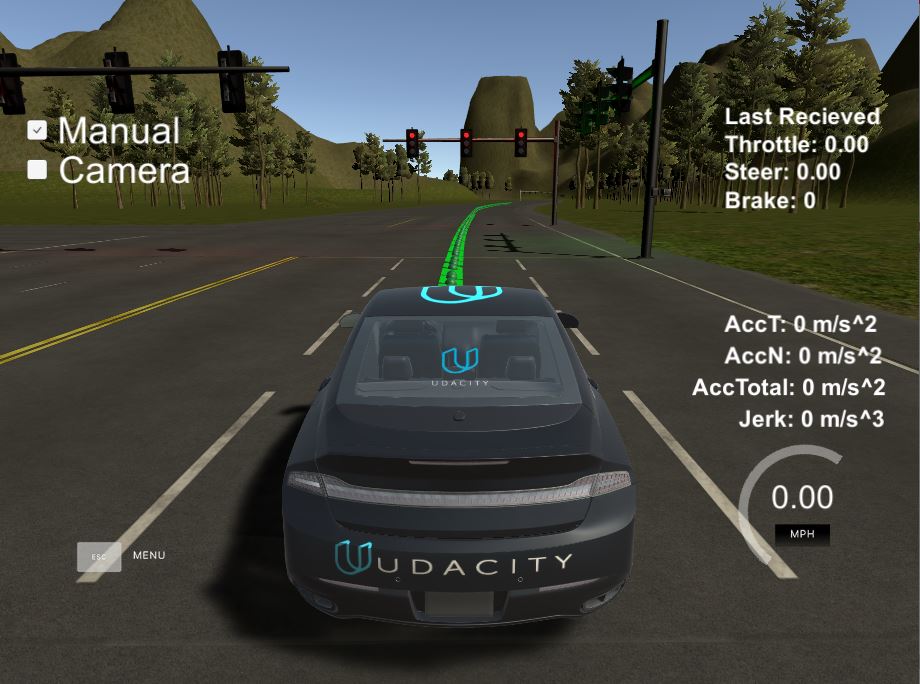 Manual
Camera
Last Recieved
Throttle: 0.00
Steer: 0.00
Brake: 0
AccT: 0 m/s^2
AccN: 0 m/s^2
AccTotal: 0 m/s^2
Jerk: 0 m/s^3
0.00
MPH
UDACITY
ESC MENU
UDACITY